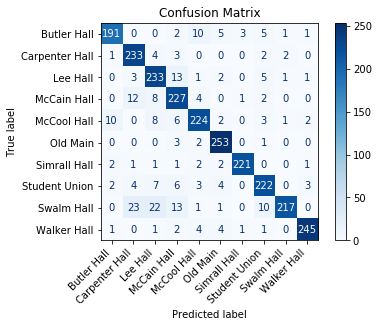 Confusion Matrix
Butler Hall 191 0 0 2 10 5 3 5 1 1
Carpenter Hall 1 233 4 3 0 0 0 2 2 0
Lee Hall 0 3 233 13 1 2 0 5 1 1
McCain Hall 0 12 8 227 4 0 1 2 0 0
McCool Hall 10 0 8 6 224 2 0 3 1 2
Old Main 0 0 0 3 2 253 0 0 0 0
Simrall Hall 2 1 1 1 2 2 221 0 0 1
Student Union 2 4 7 6 3 4 0 222 0 3
Swalm Hall 0 23 22 13 1 1 0 10 217 0
Walker Hall 1 0 1 2 4 4 1 1 0 245
True label
Butler Hall
Carpenter Hall
Lee Hall
McCain Hall
McCool Hall
Old Main
Simrall Hall
Student Union
Swalm Hall
Walker Hall
Predicted label
250
200
150
100
50
0